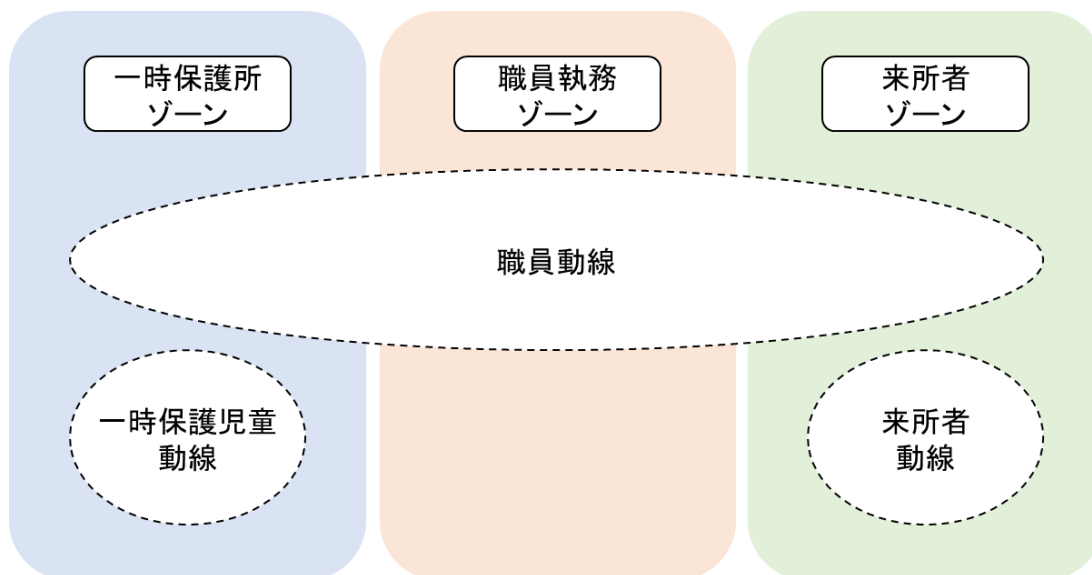 一時保護所
ゾーン
職員執務
ゾーン
来所者
ゾーン
職員動線
一時保護児童
動線
来所者
動線